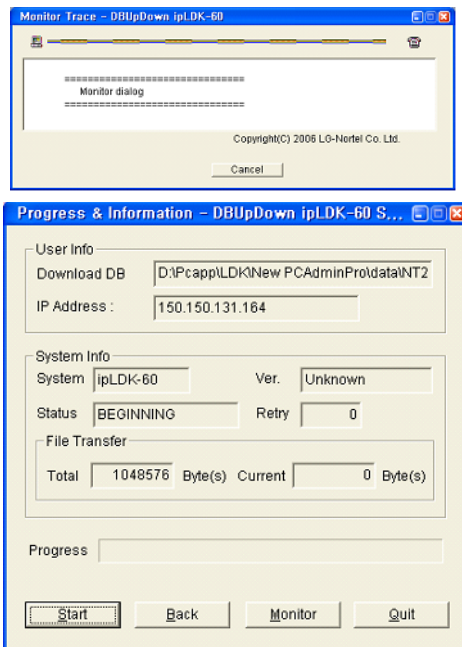 Monitor Trace - DBUpDown ipLDK-60
================================
Monitor dialog
================================
Copyright(C) 2006 LG-Nortel Co. Ltd.
Cancel
Progress & Information - DBUpDown ipLDK-60 S...
User Info
Download DB D:\Pcapp\LDK\New PCAdminPro\data\NT2
IP Address : 150.150.131.164
System Info
System ipLDK-60 Ver. Unknown
Status BEGINNING Retry 0
File Transfer
Total 1048576 Byte(s) Current 0 Byte(s)
Progress
Start Back Monitor Quit